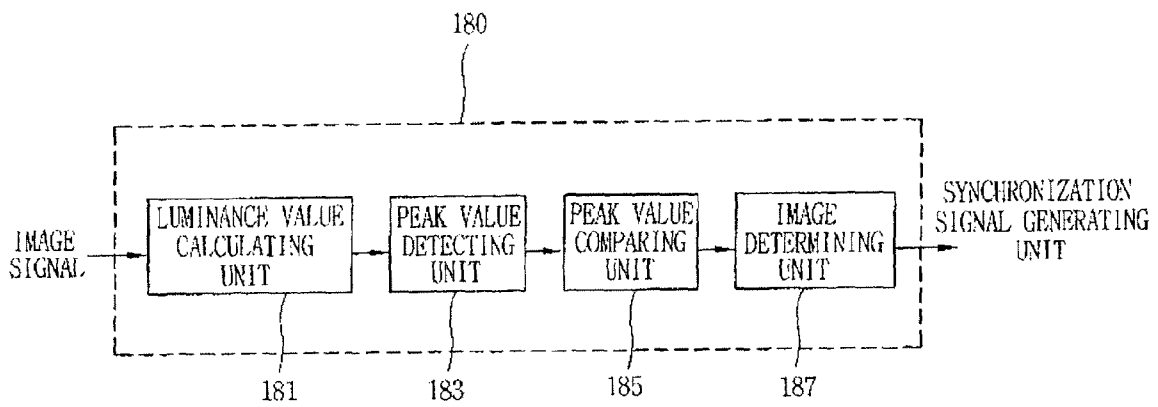 180
IMAGE
SIGNAL
LUMINANCE VALUE
CALCULATING
UNIT
PEAK VALUE
DETECTING
UNIT
PEAK VALUE
COMPARING
UNIT
IMAGE
DETERMINING
UNIT
SYNCHRONIZATION
SIGNAL GENERATING
UNIT
181
183
185
187